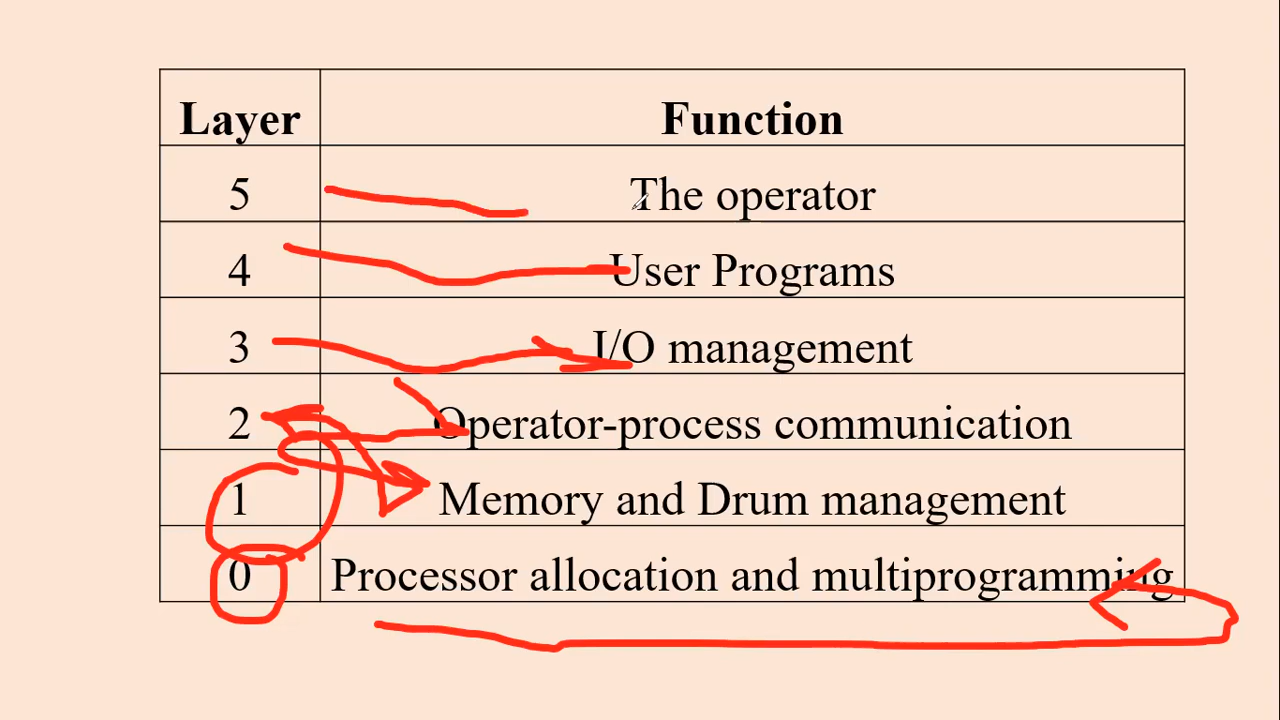 Layer Function
5 The operator
4 User Programs
3 I/O management
2 Operator-process communication
1 Memory and Drum management
0 Processor allocation and multiprogramming